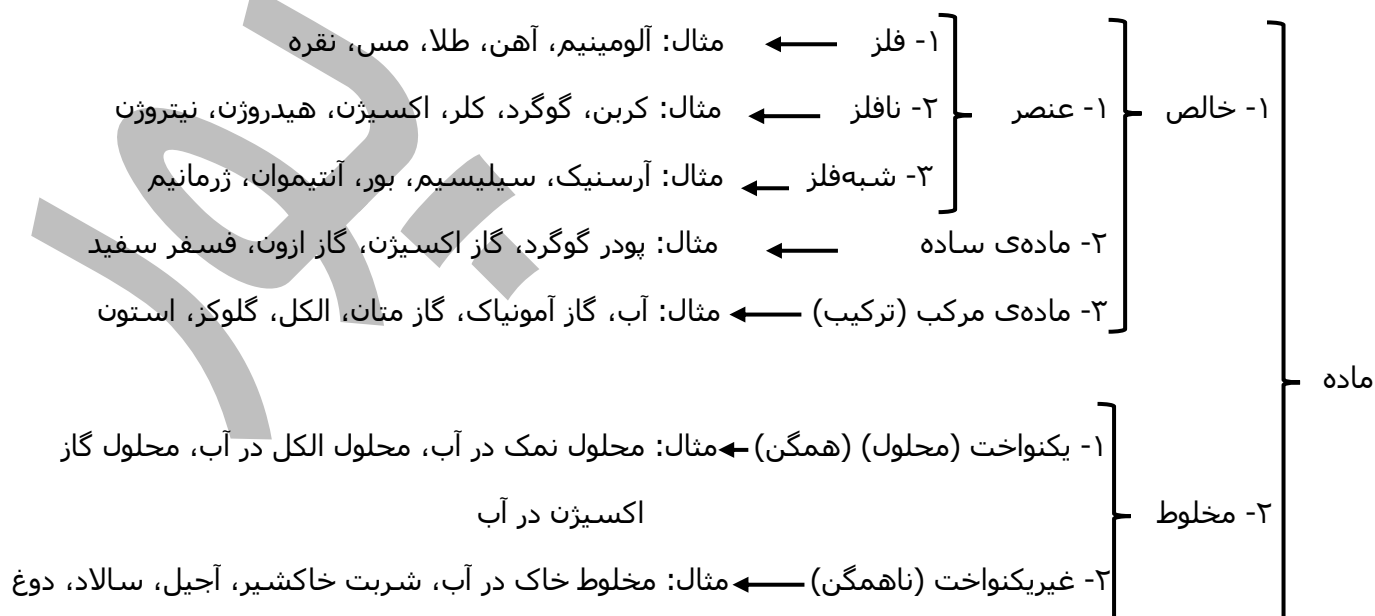 ۱- فلز مثال: آلومینیم، آهن، طلا، مس، نقره
۱- خالص ۱- عنصر ۲- نافلز مثال: کربن، گوگرد، کلر، اکسیژن، هیدروژن، نیتروژن
۳- شبه‌فلز مثال: آرسنیک، سیلیسیم، بور، آنتیموان، ژرمانیم
۲- ماده‌ی ساده مثال: پودر گوگرد، گاز اکسیژن، گاز ازون، فسفر سفید
۳- ماده‌ی مرکب (ترکیب) مثال: آب، گاز آمونیاک، گاز متان، الکل، گلوکز، استون
ماده
۱- یکنواخت (محلول) (همگن) مثال: محلول نمک در آب، محلول الکل در آب، محلول گاز
۲- مخلوط اکسیژن در آب
۲- غیریکنواخت (ناهمگن) مثال: مخلوط خاک در آب، شربت خاکشیر، آجیل، سالاد، دوغ